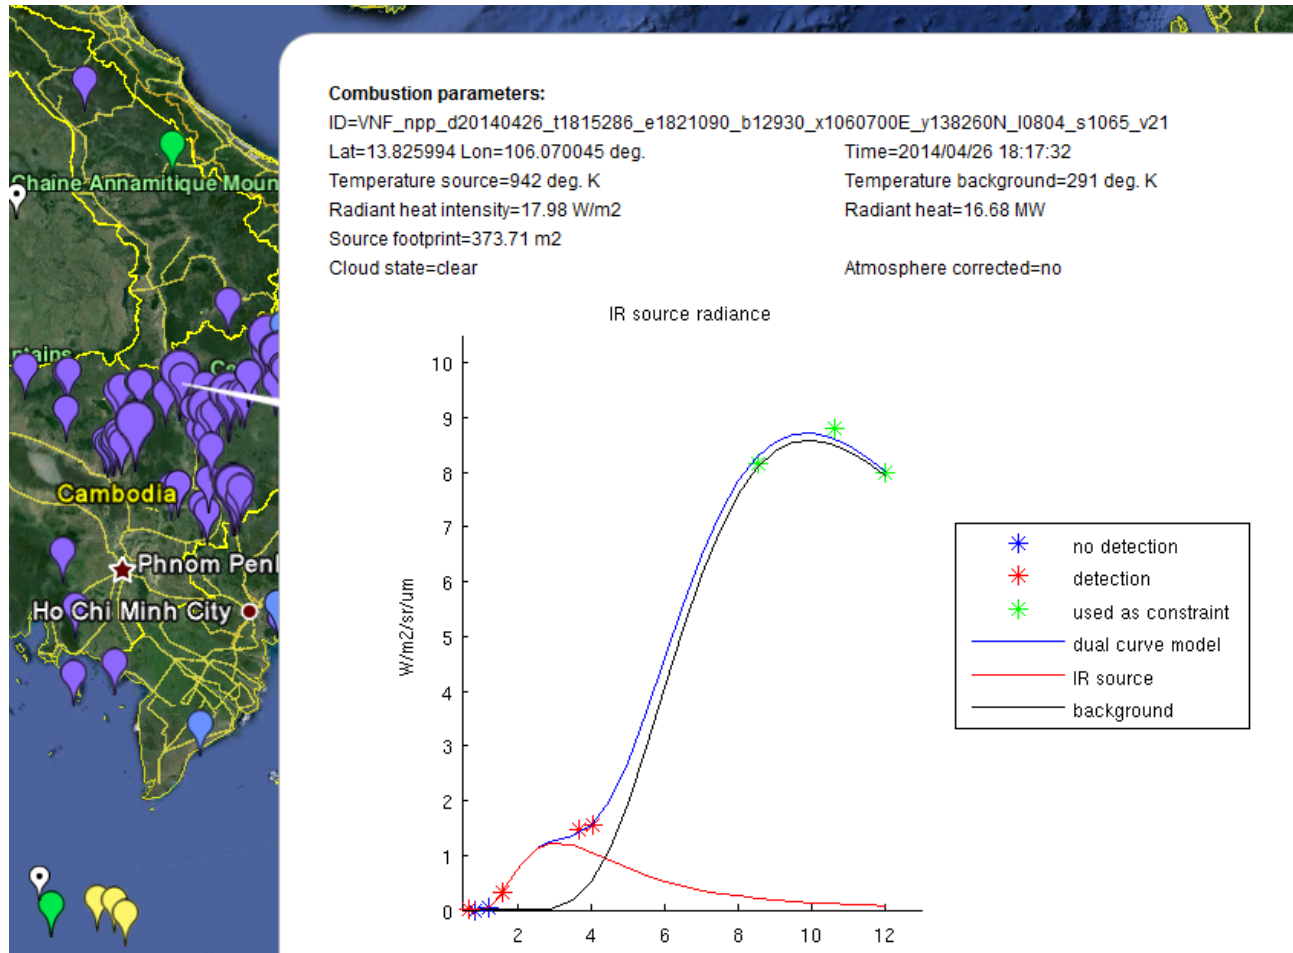 Chaîne Annamitique Moun
ntains
Co
Cambodia
Phnom Penl
Ho Chi Minh City
Combustion parameters:
ID=VNF_npp_d20140426_t1815286_e1821090_b12930_x1060700E_y138260N_l0804_s1065_v21
Lat=13.825994 Lon=106.070045 deg. Time=2014/04/26 18:17:32
Temperature source=942 deg. K Temperature background=291 deg. K
Radiant heat intensity=17.98 W/m2 Radiant heat=16.68 MW
Source footprint=373.71 m2
Cloud state=clear Atmosphere corrected=no
IR source radiance
W/m2/sr/um
10
9
8
7
6
5
4
3
2
1
0
2 4 6 8 10 12
no detection
detection
used as constraint
dual curve model
IR source
background